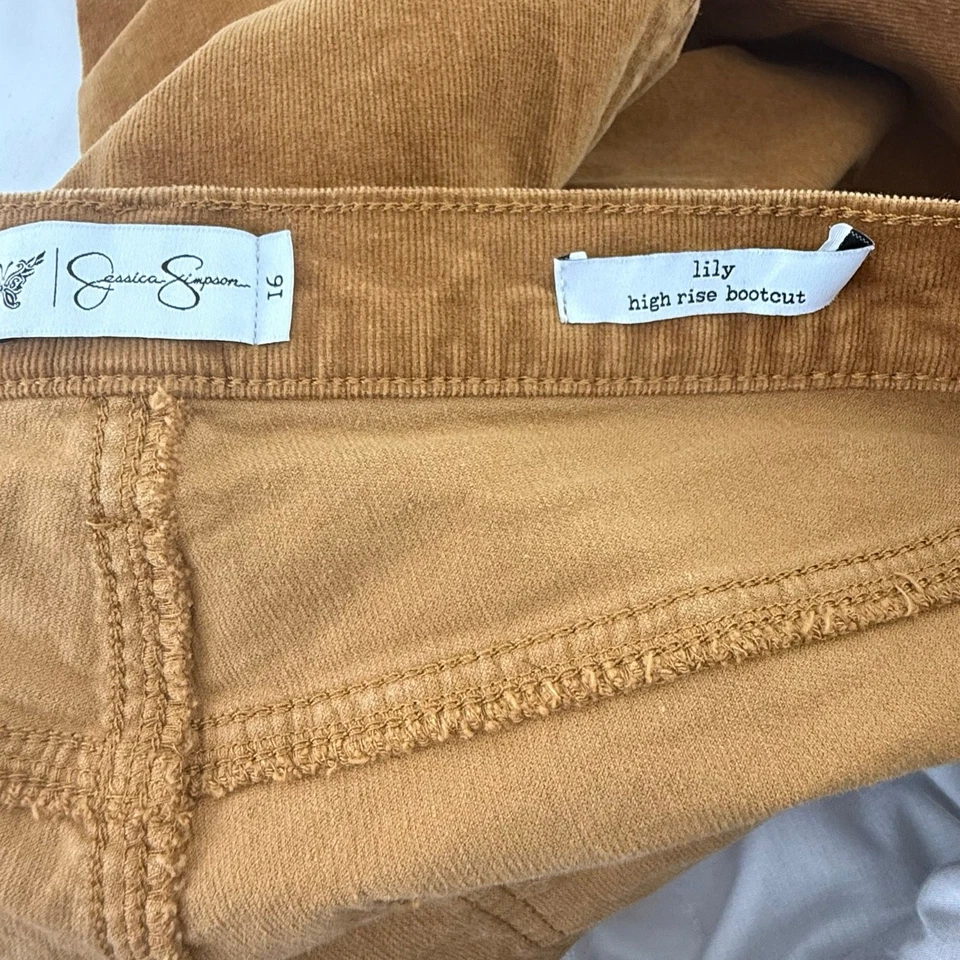 Jessica Simpson
16
lily
high rise bootcut